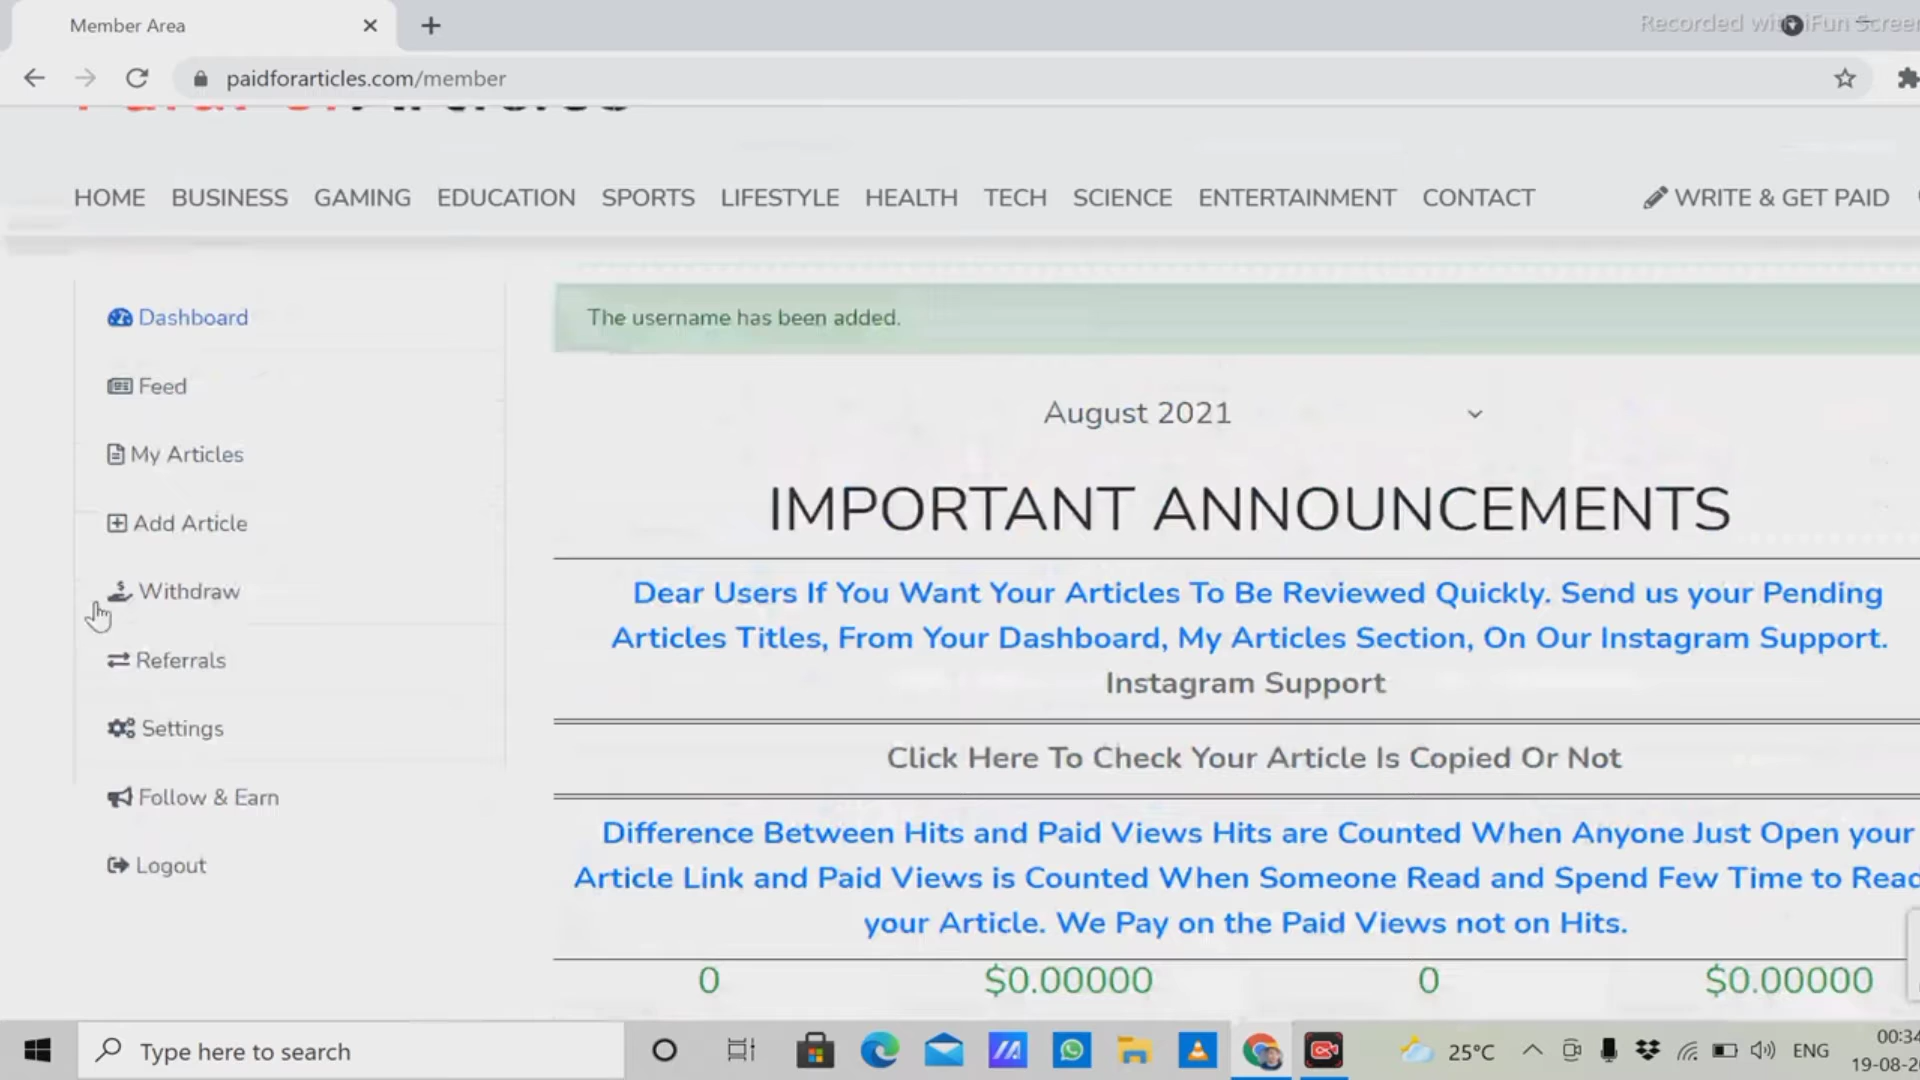 Member Area
Recorded with iFun Screen
paidforarticles.com/member
HOME BUSINESS GAMING EDUCATION SPORTS LIFESTYLE HEALTH TECH SCIENCE ENTERTAINMENT CONTACT WRITE & GET PAID
Dashboard
Feed
My Articles
Add Article
Withdraw
Referrals
Settings
Follow & Earn
Logout
The username has been added.
August 2021
IMPORTANT ANNOUNCEMENTS
Dear Users If You Want Your Articles To Be Reviewed Quickly. Send us your Pending
Articles Titles, From Your Dashboard, My Articles Section, On Our Instagram Support.
Instagram Support
Click Here To Check Your Article Is Copied Or Not
Difference Between Hits and Paid Views Hits are Counted When Anyone Just Open your
Article Link and Paid Views is Counted When Someone Read and Spend Few Time to Read
your Article. We Pay on the Paid Views not on Hits.
0 $0.00000 0 $0.00000
Type here to search
25°C
ENG
00:34
19-08-2